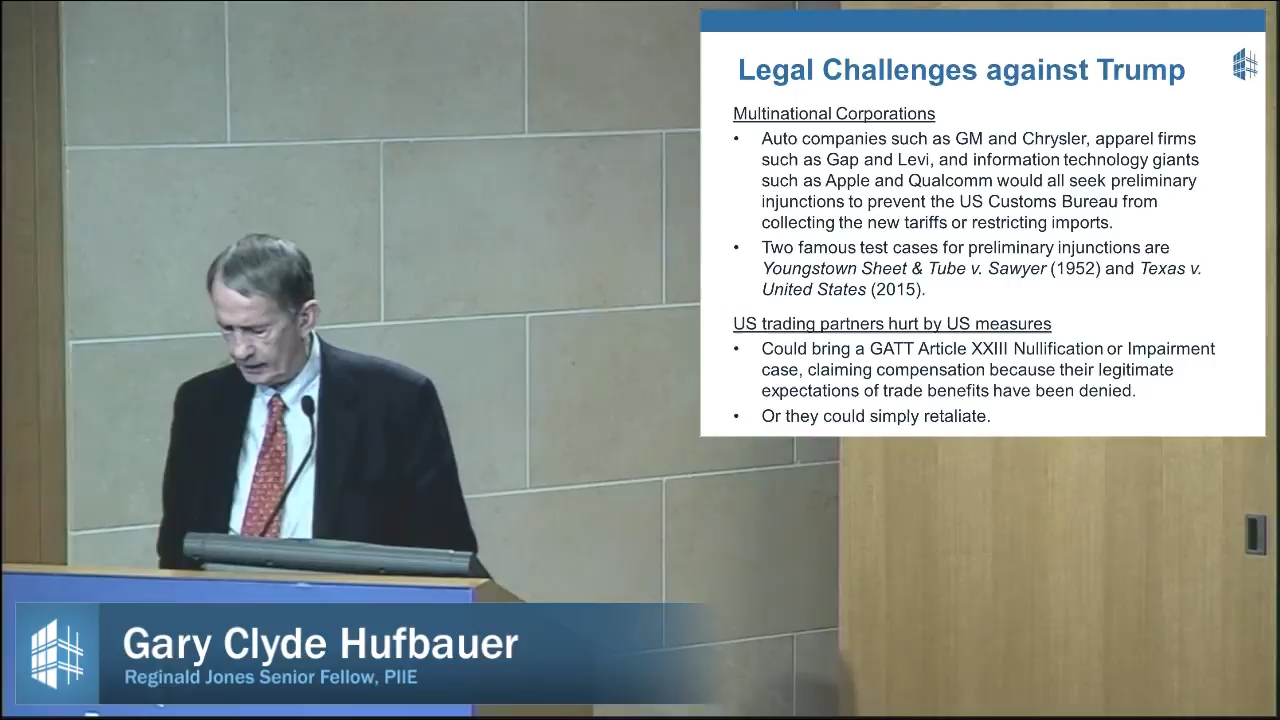 Legal Challenges against Trump
Multinational Corporations
• Auto companies such as GM and Chrysler, apparel firms
such as Gap and Levi, and information technology giants
such as Apple and Qualcomm would all seek preliminary
injunctions to prevent the US Customs Bureau from
collecting the new tariffs or restricting imports.
• Two famous test cases for preliminary injunctions are
Youngstown Sheet & Tube v. Sawyer (1952) and Texas v.
United States (2015).
US trading partners hurt by US measures
• Could bring a GATT Article XXIII Nullification or Impairment
case, claiming compensation because their legitimate
expectations of trade benefits have been denied.
• Or they could simply retaliate.
Gary Clyde Hufbauer
Reginald Jones Senior Fellow, PIIE